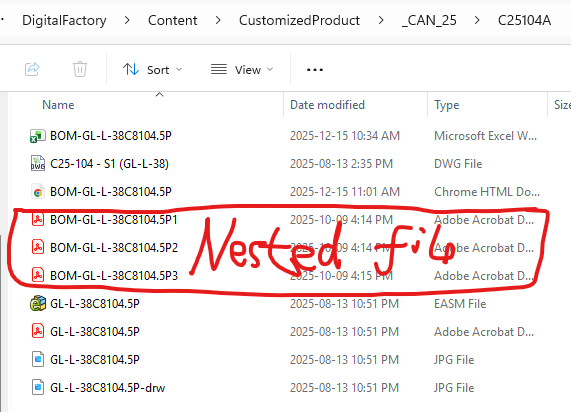 DigitalFactory > Content > CustomizedProduct > _CAN_25 > C25104A
Sort View ...
Name Date modified Type Size
BOM-GL-L-38C8104.5P 2025-12-15 10:34 AM Microsoft Excel W...
C25-104 - S1 (GL-L-38) 2025-08-13 2:35 PM DWG File
BOM-GL-L-38C8104.5P 2025-12-15 11:01 AM Chrome HTML Do...
BOM-GL-L-38C8104.5P1 2025-10-09 4:14 PM Adobe Acrobat D...
BOM-GL-L-38C8104.5P2 2025-10-09 4:14 PM Adobe Acrobat D...
Nested file
BOM-GL-L-38C8104.5P3 2025-10-09 4:15 PM Adobe Acrobat D...
GL-L-38C8104.5P 2025-08-13 10:51 PM EASM File
GL-L-38C8104.5P 2025-08-13 10:51 PM Adobe Acrobat D...
GL-L-38C8104.5P 2025-08-13 10:51 PM JPG File
GL-L-38C8104.5P-drw 2025-08-13 10:51 PM JPG File